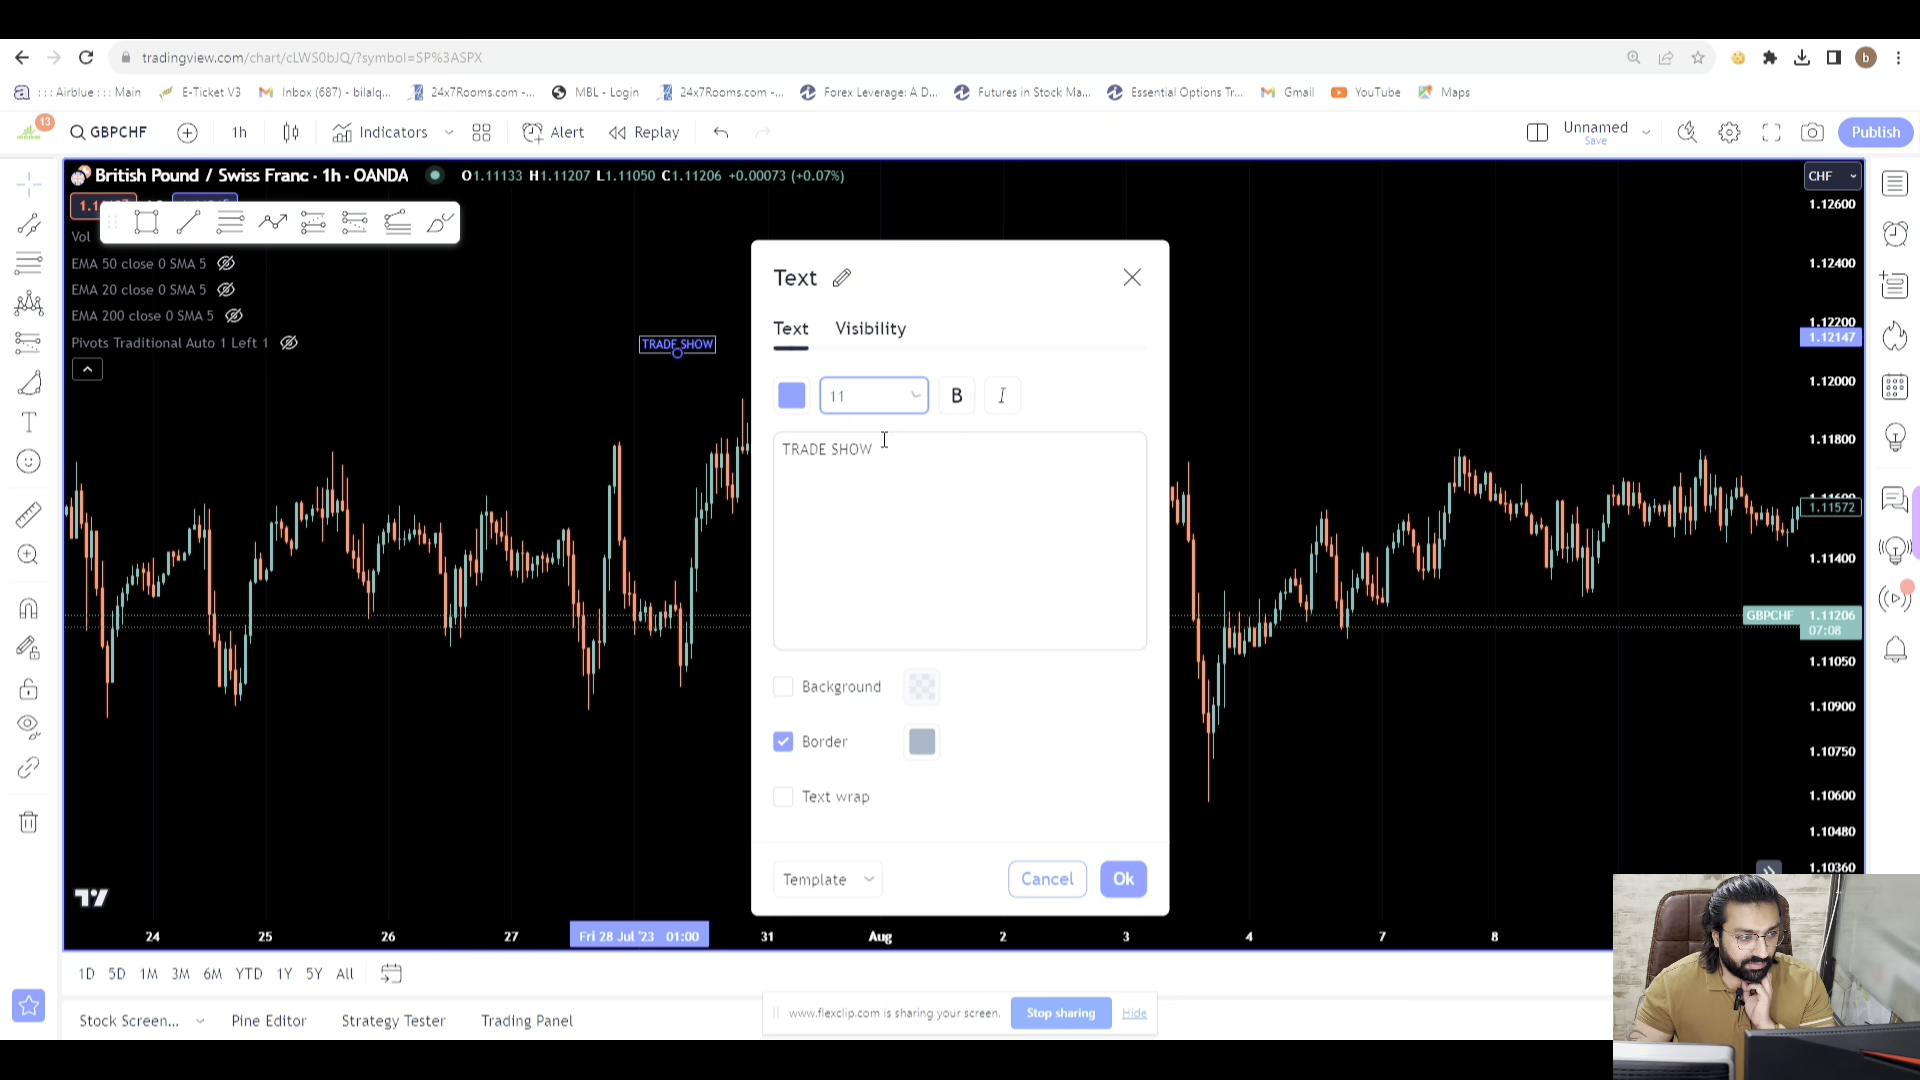 tradingview.com/chart/cLWS0bJQ/?symbol=SP%3ASPX
b
::: Airblue ::: Main
E-Ticket V3
Inbox (687) - bilalq...
24x7Rooms.com -...
MBL - Login
24x7Rooms.com -...
Forex Leverage: A D...
Futures in Stock Ma...
Essential Options Tr...
Gmail
YouTube
Maps
13
GBPCHF
1h
Indicators
Alert
Replay
Unnamed
Save
Publish
British Pound / Swiss Franc · 1h · OANDA
O1.11133 H1.11207 L1.11050 C1.11206 +0.00073 (+0.07%)
CHF
Vol
EMA 50 close 0 SMA 5
EMA 20 close 0 SMA 5
EMA 200 close 0 SMA 5
Pivots Traditional Auto 1 Left 1
TRADE SHOW
Text
Text
Visibility
11
B
I
TRADE SHOW
Background
Border
Text wrap
Template
Cancel
Ok
1.12600
1.12400
1.12200
1.12147
1.12000
1.11800
1.11572
1.11400
GBPCHF
1.11206
07:08
1.11050
1.10900
1.10750
1.10600
1.10480
1.10360
24
25
26
27
Fri 28 Jul '23 01:00
31
Aug
2
3
4
7
8
1D
5D
1M
3M
6M
YTD
1Y
5Y
All
Stock Screen...
Pine Editor
Strategy Tester
Trading Panel
www.flexclip.com is sharing your screen.
Stop sharing
Hide